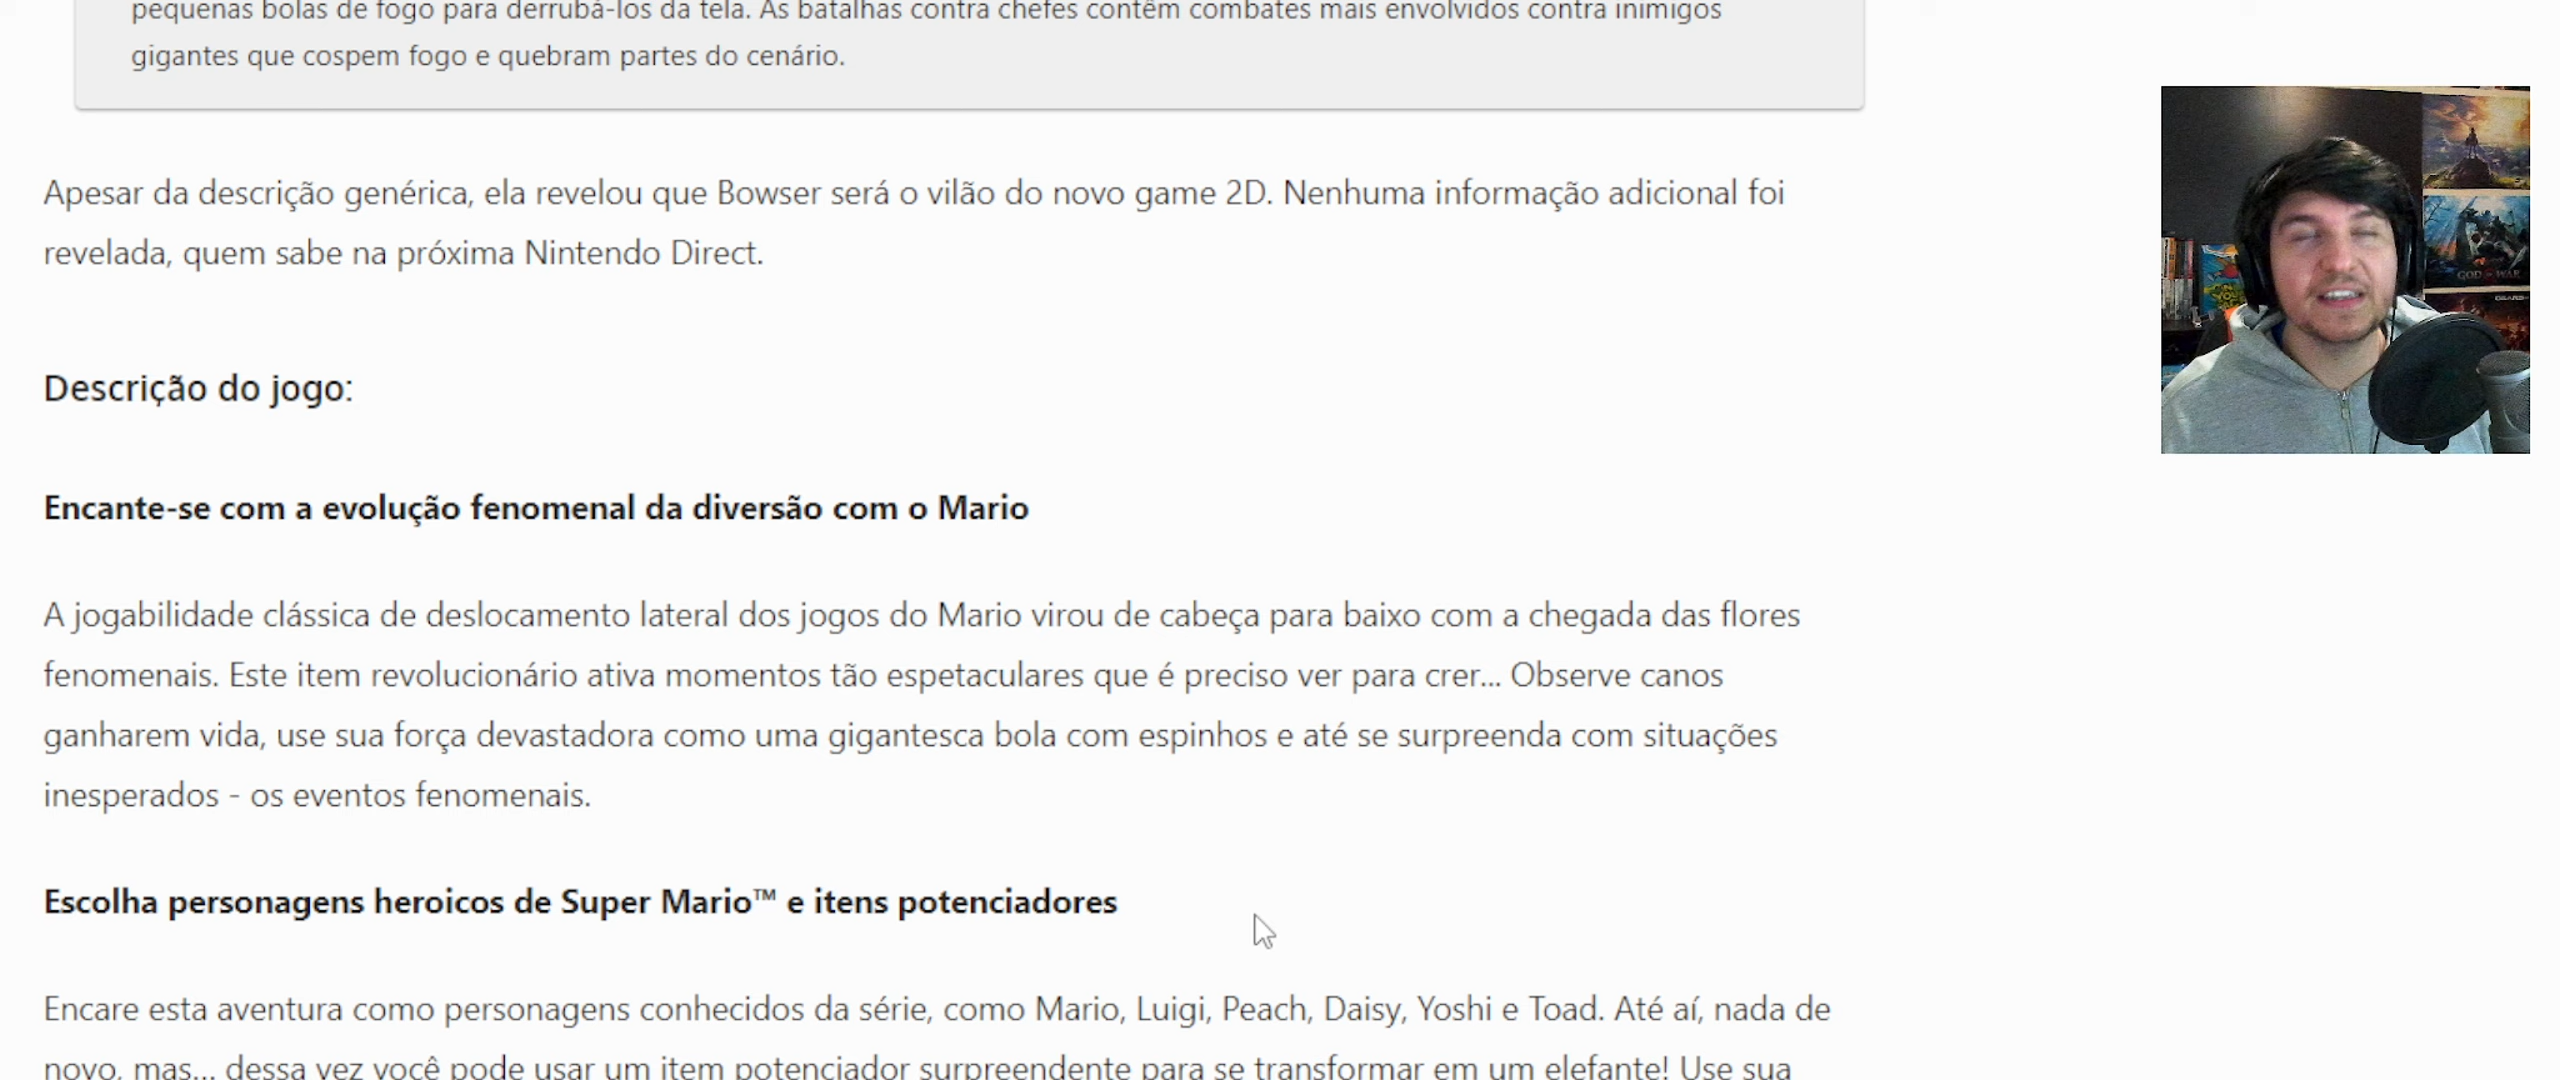 pequenas bolas de fogo para derrubá-los da tela. As batalhas contra chefes contêm combates mais envolvidos contra inimigos
gigantes que cospem fogo e quebram partes do cenário.
Apesar da descrição genérica, ela revelou que Bowser será o vilão do novo game 2D. Nenhuma informação adicional foi
revelada, quem sabe na próxima Nintendo Direct.
Descrição do jogo:
Encante-se com a evolução fenomenal da diversão com o Mario
A jogabilidade clássica de deslocamento lateral dos jogos do Mario virou de cabeça para baixo com a chegada das flores
fenomenais. Este item revolucionário ativa momentos tão espetaculares que é preciso ver para crer... Observe canos
ganharem vida, use sua força devastadora como uma gigantesca bola com espinhos e até se surpreenda com situações
inesperados - os eventos fenomenais.
Escolha personagens heroicos de Super Mario™ e itens potenciadores
Encare esta aventura como personagens conhecidos da série, como Mario, Luigi, Peach, Daisy, Yoshi e Toad. Até aí, nada de
novo, mas... dessa vez você pode usar um item potenciador surpreendente para se transformar em um elefante! Use sua
GOD OF WAR